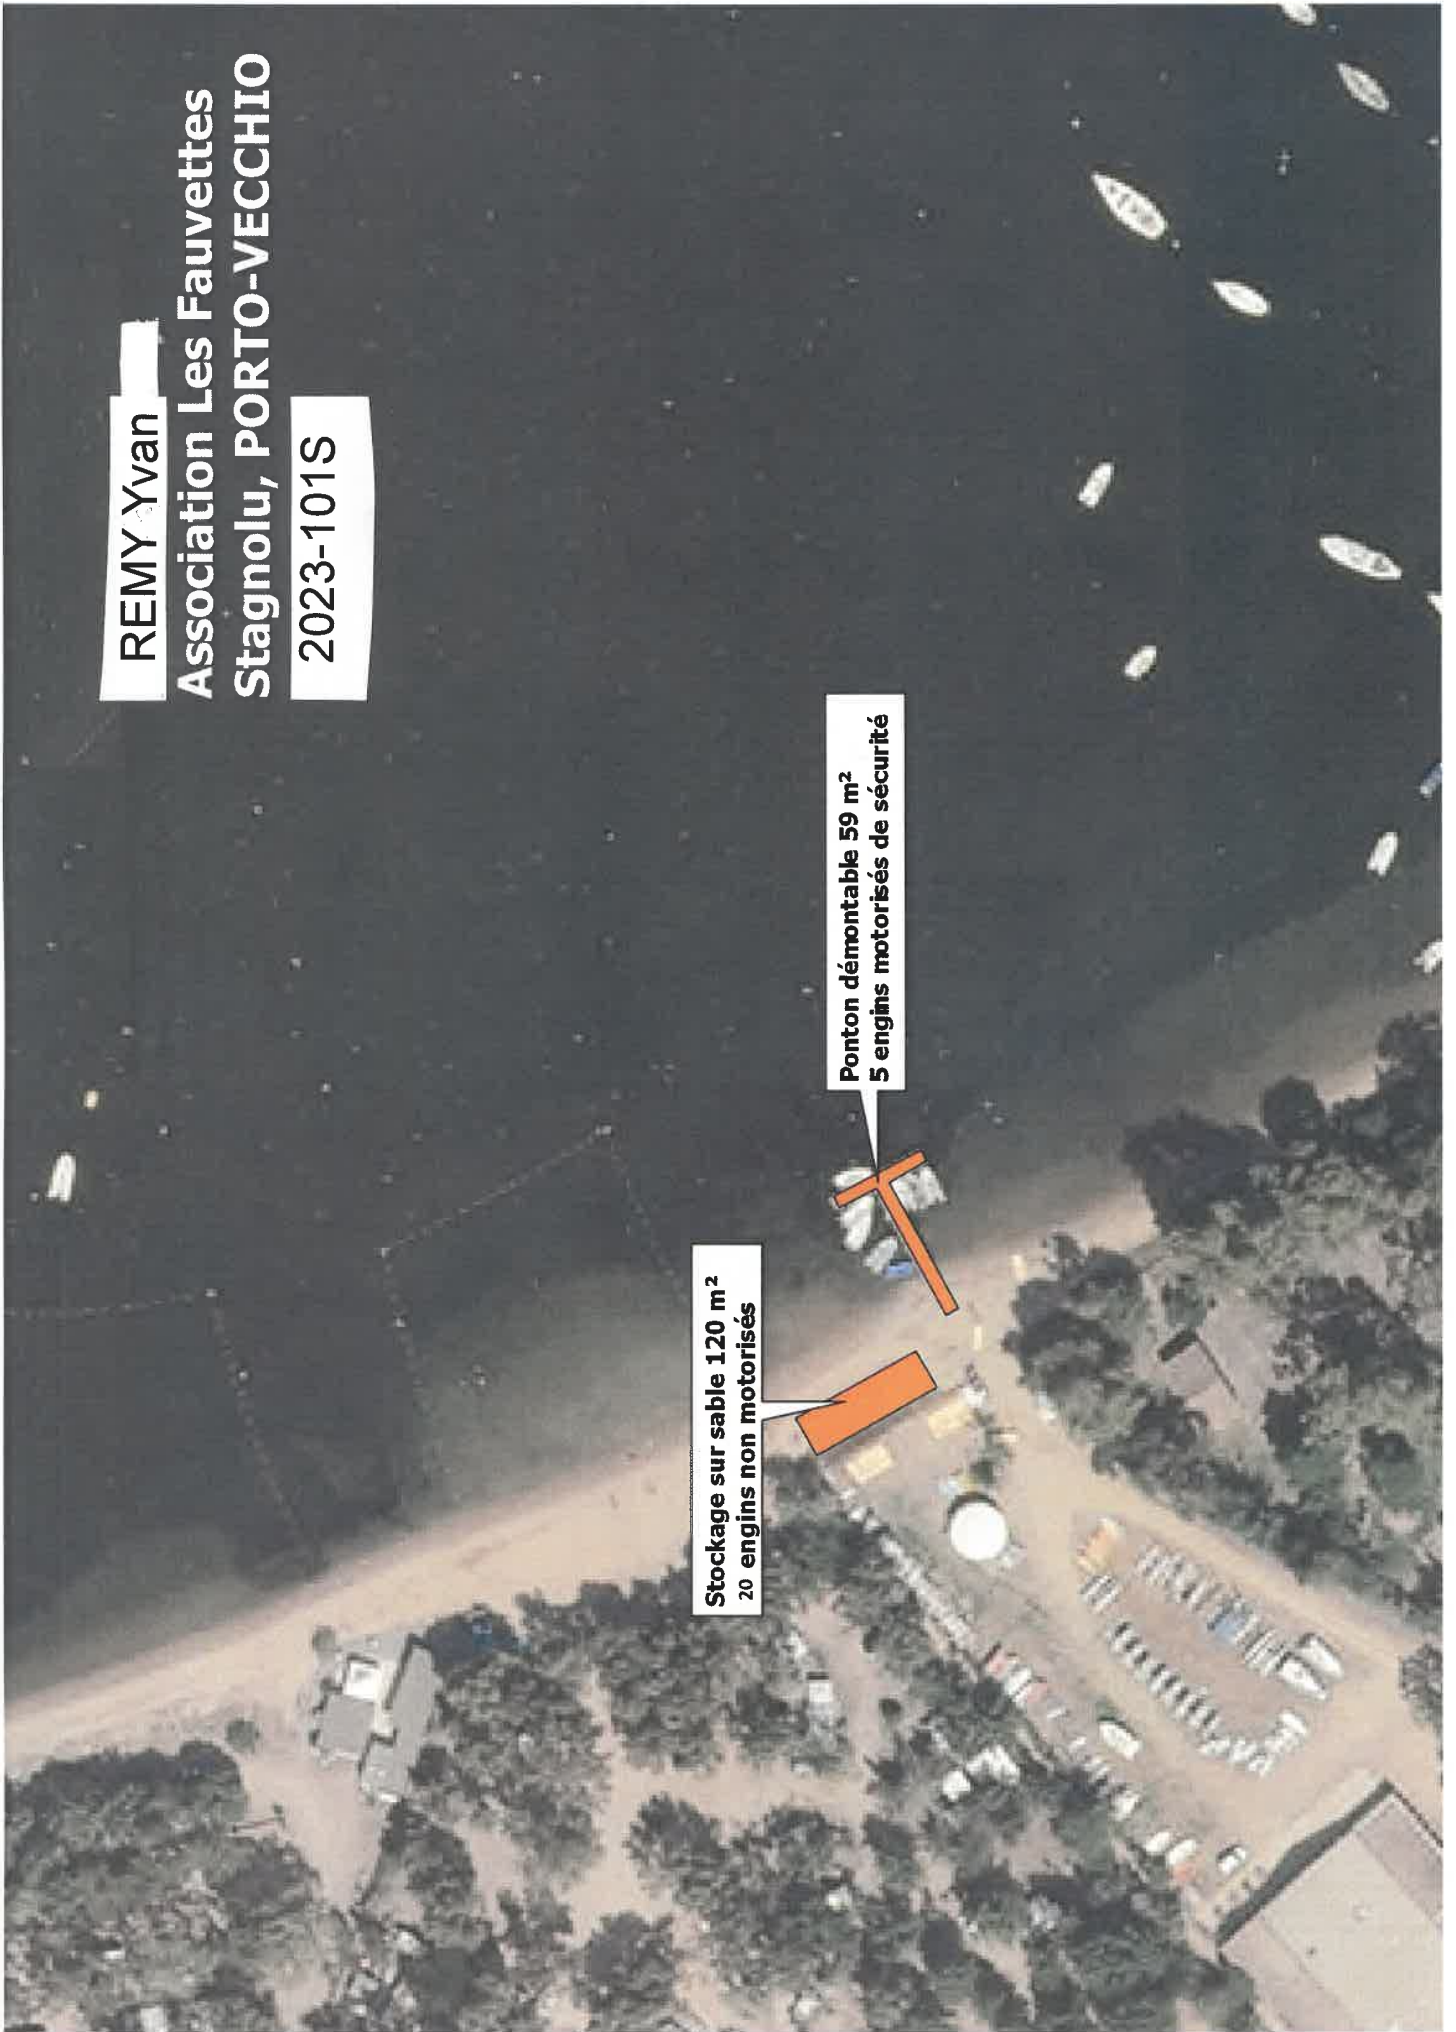 REMY Yvan
Association Les Fauvettes
Stagnolu, PORTO-VECCHIO
2023-101S
Ponton démontable 59 m²
5 engins motorisés de sécurité
Stockage sur sable 120 m²
20 engins non motorisés